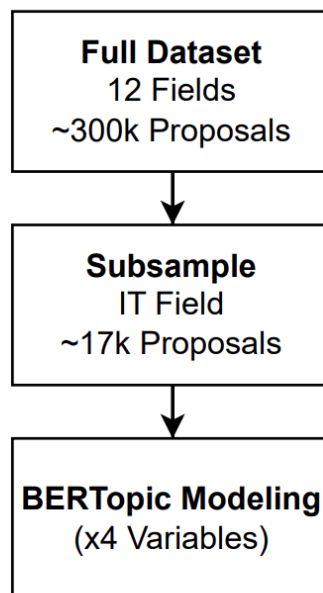 Full Dataset
12 Fields
~300k Proposals
Subsample
IT Field
~17k Proposals
BERTopic Modeling
(x4 Variables)